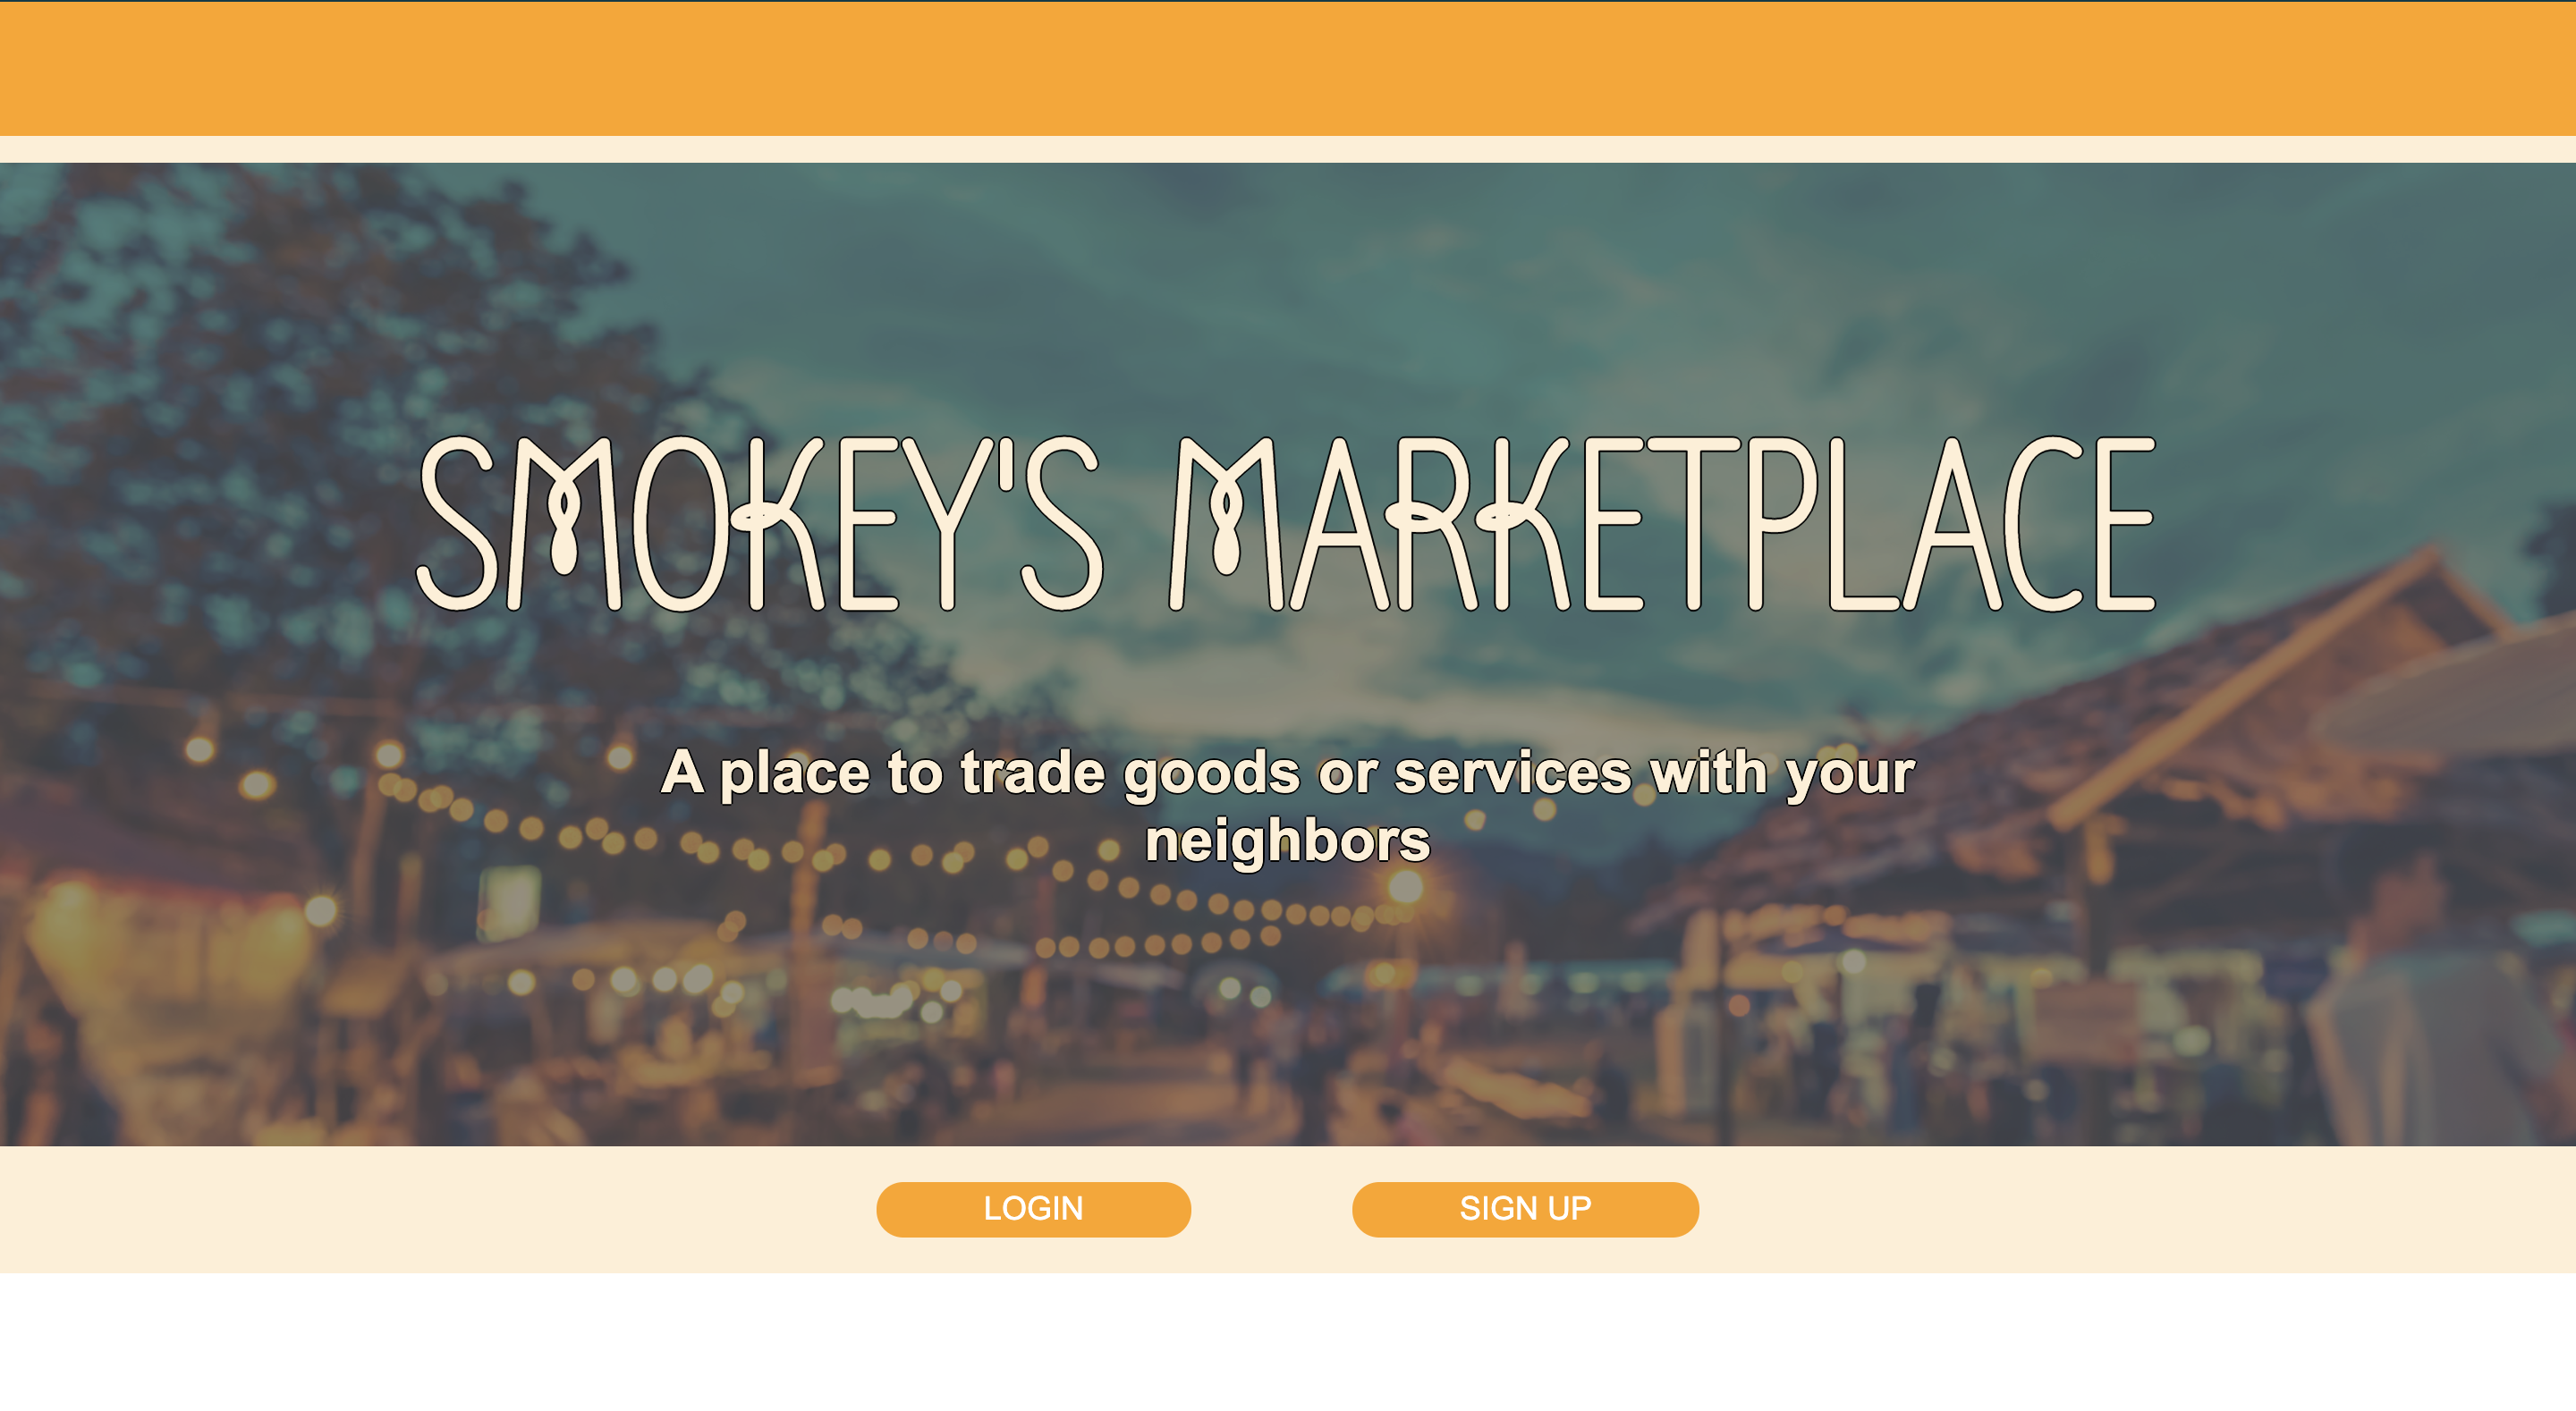 SMOKEY'S MARKETPLACE
A place to trade goods or services with your
neighbors
LOGIN
SIGN UP